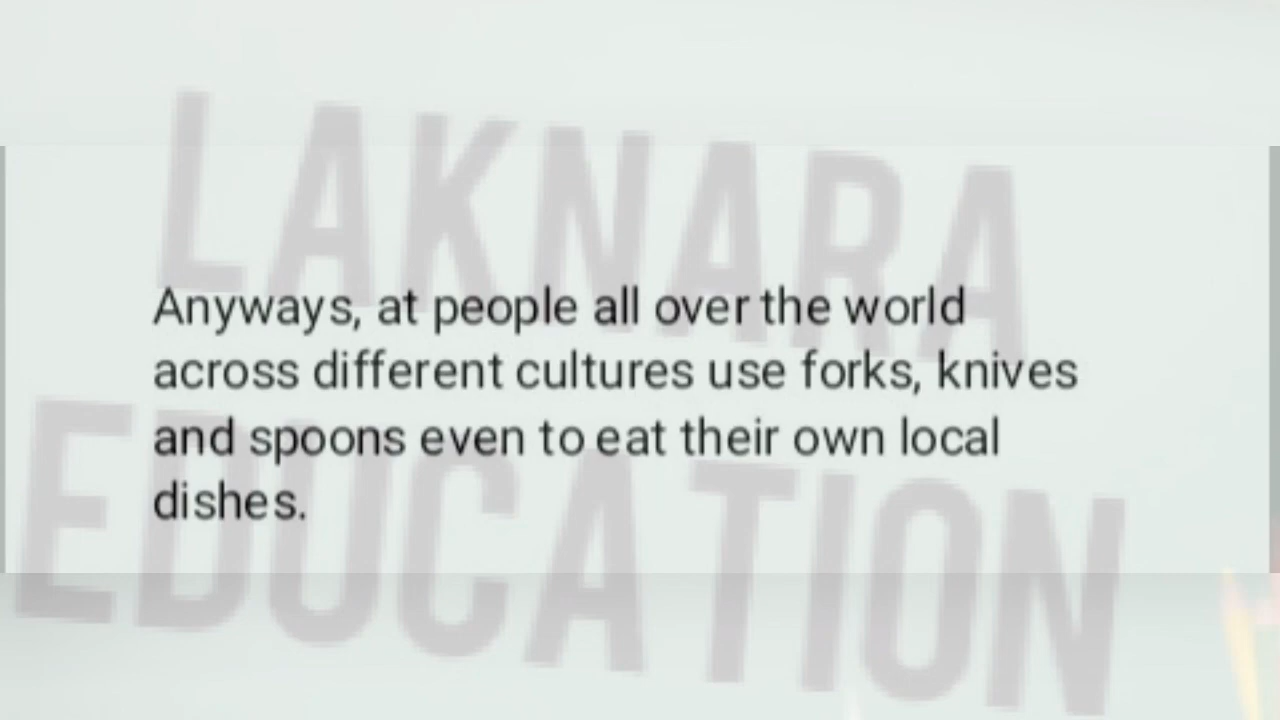 LAKNARA
Anyways, at people all over the world
across different cultures use forks, knives
and spoons even to eat their own local
dishes.
EDUCATION